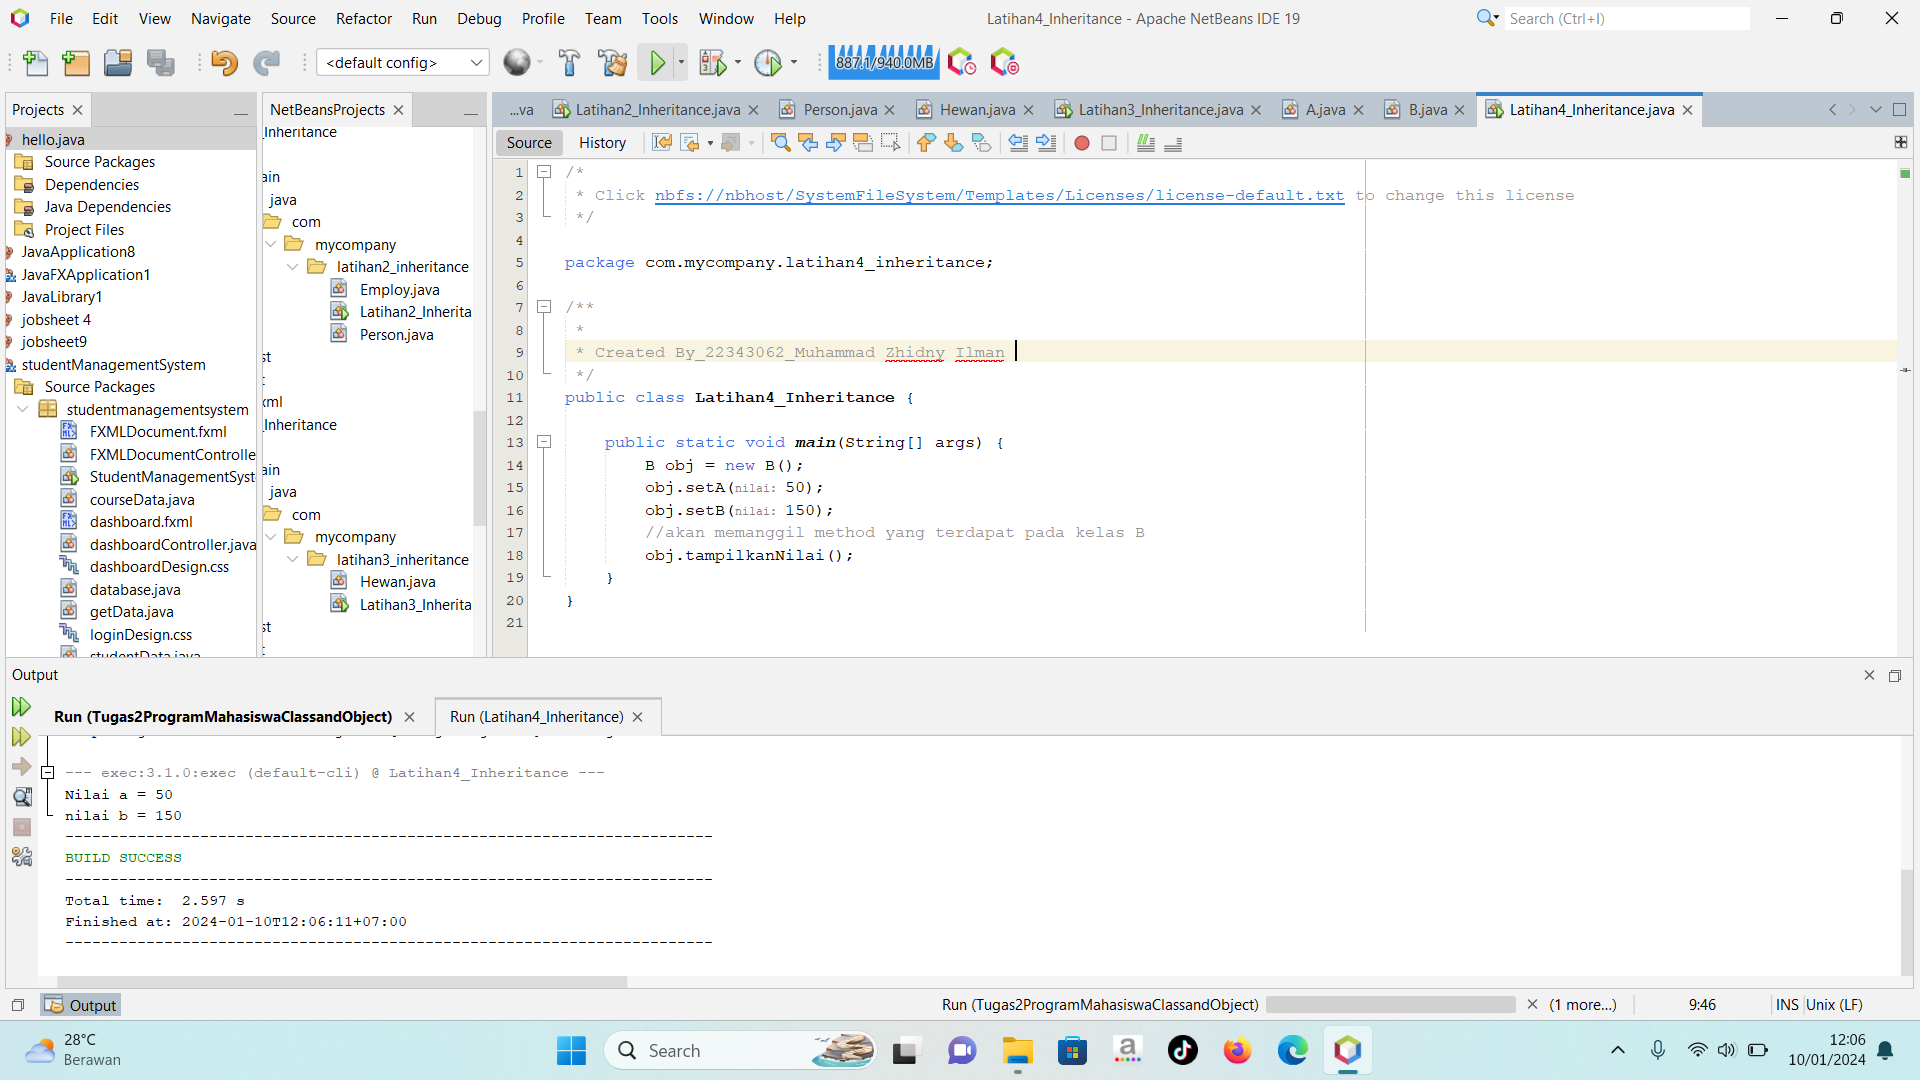 File Edit View Navigate Source Refactor Run Debug Profile Team Tools Window Help
Latihan4_Inheritance - Apache NetBeans IDE 19
Search (Ctrl+I)
<default config>
887.1/940.0MB
Projects
hello.java
Source Packages
Dependencies
Java Dependencies
Project Files
JavaApplication8
JavaFXApplication1
JavaLibrary1
jobsheet 4
jobsheet9
studentManagementSystem
Source Packages
studentmanagementsystem
FXMLDocument.fxml
FXMLDocumentControlle
StudentManagementSyst
courseData.java
dashboard.fxml
dashboardController.java
dashboardDesign.css
database.java
getData.java
loginDesign.css
studentData.java
NetBeansProjects
_Inheritance
ain
java
com
mycompany
latihan2_inheritance
Employ.java
Latihan2_Inherita
Person.java
st
xml
_Inheritance
ain
java
com
mycompany
latihan3_inheritance
Hewan.java
Latihan3_Inherita
st
...va Latihan2_Inheritance.java Person.java Hewan.java Latihan3_Inheritance.java A.java B.java Latihan4_Inheritance.java
Source History
1 /*
2 * Click nbfs://nbhost/SystemFileSystem/Templates/Licenses/license-default.txt to change this license
3 */
4
5 package com.mycompany.latihan4_inheritance;
6
7 /**
8 *
9 * Created By_22343062_Muhammad Zhidny Ilman
10 */
11 public class Latihan4_Inheritance {
12
13 public static void main(String[] args) {
14 B obj = new B();
15 obj.setA(nilai: 50);
16 obj.setB(nilai: 150);
17 //akan memanggil method yang terdapat pada kelas B
18 obj.tampilkanNilai();
19 }
20 }
21
Output
Run (Tugas2ProgramMahasiswaClassandObject) Run (Latihan4_Inheritance)
--- exec:3.1.0:exec (default-cli) @ Latihan4_Inheritance ---
Nilai a = 50
nilai b = 150
------------------------------------------------------------------------
BUILD SUCCESS
------------------------------------------------------------------------
Total time: 2.597 s
Finished at: 2024-01-10T12:06:11+07:00
------------------------------------------------------------------------
Output
Run (Tugas2ProgramMahasiswaClassandObject) (1 more...) 9:46 INS Unix (LF)
28°C
Berawan
Search
12:06
10/01/2024